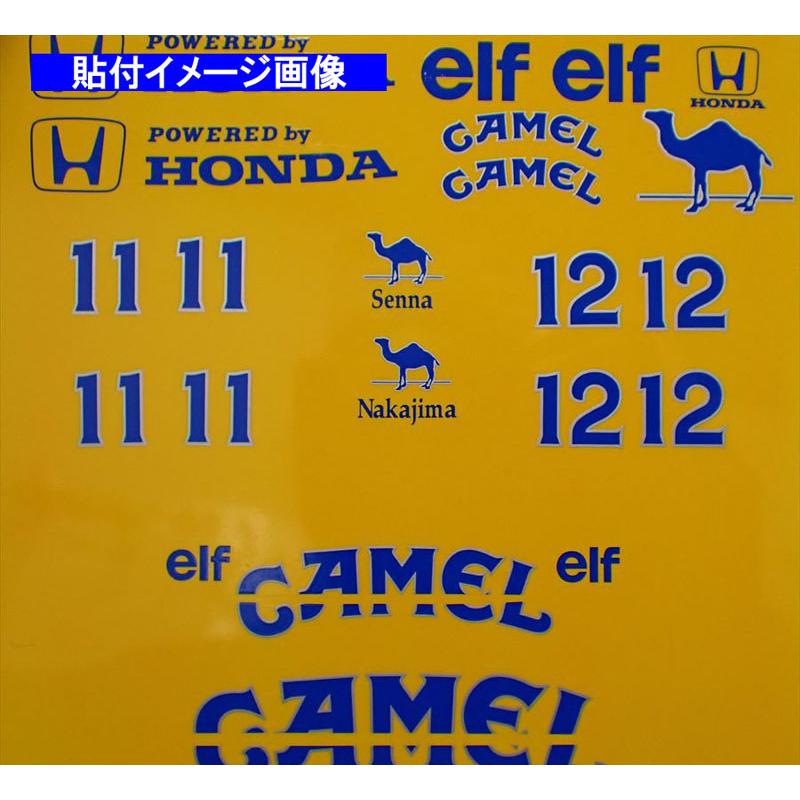 POWERED by
貼付イメージ画像
elf elf
HONDA
POWERED by
HONDA
CAMEL
CAMEL
11 11
Senna
12 12
Nakajima
11 11
12 12
elf CAMEL elf
CAMEL